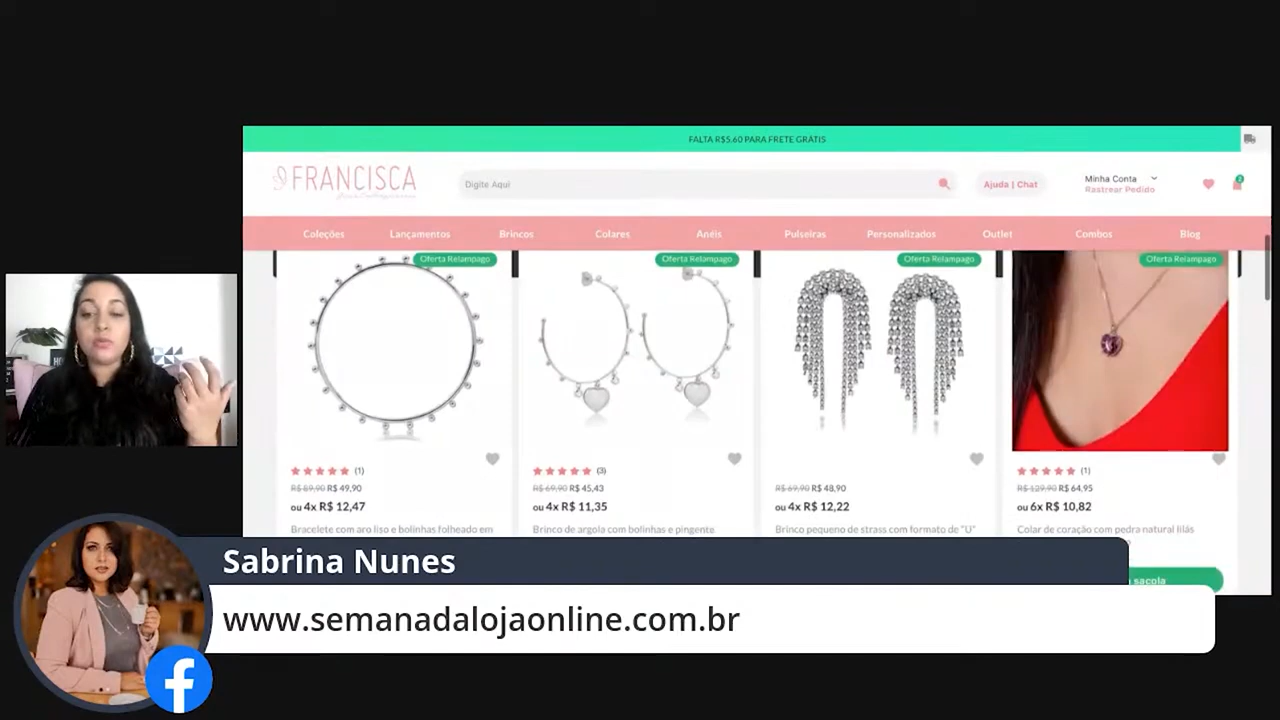 FALTA R$5,60 PARA FRETE GRÁTIS
FRANCISCA
Digite Aqui
Ajuda | Chat
Minha Conta
Rastrear Pedido
2
Coleções
Lançamentos
Brincos
Colares
Anéis
Pulseiras
Personalizados
Outlet
Combos
Blog
Oferta Relampago
Oferta Relampago
Oferta Relampago
Oferta Relampago
(1)
R$ 89,90 R$ 49,90
ou 4x R$ 12,47
Bracelete com aro liso e bolinhas folheado em
(3)
R$ 69,90 R$ 45,43
ou 4x R$ 11,35
Brinco de argola com bolinhas e pingente
R$ 69,90 R$ 48,90
ou 4x R$ 12,22
Brinco pequeno de strass com formato de "U"
(1)
R$ 129,90 R$ 64,95
ou 6x R$ 10,82
Colar de coração com pedra natural lilás
sacola
Sabrina Nunes
www.semanadalojaonline.com.br